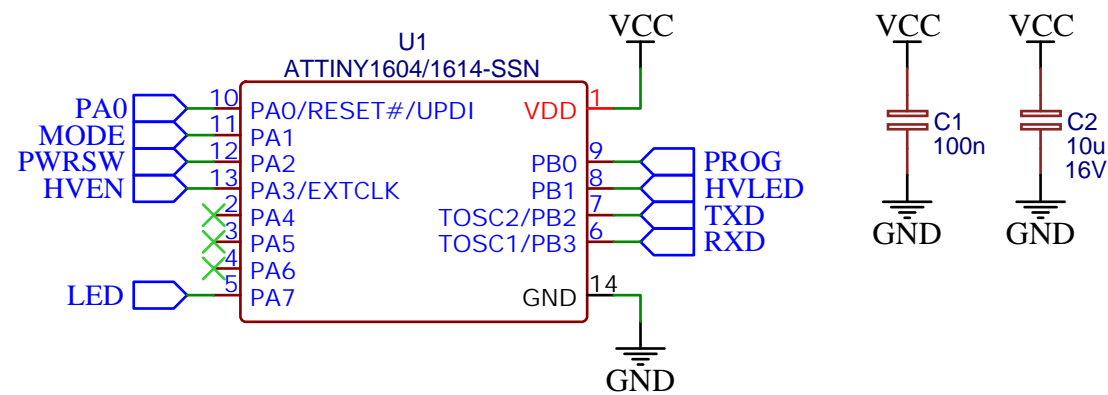 U1
ATTINY1604/1614-SSN
VCC
VCC
VCC
PA0 10 PA0/RESET#/UPDI VDD 1
MODE 11 PA1
PWRSW 12 PA2 PB0 9 PROG
HVEN 13 PA3/EXTCLK PB1 8 HVLED
2 PA4 TOSC2/PB2 7 TXD
3 PA5 TOSC1/PB3 6 RXD
4 PA6
LED 5 PA7 GND 14
GND
C1
100n
GND
C2
10u
16V
GND